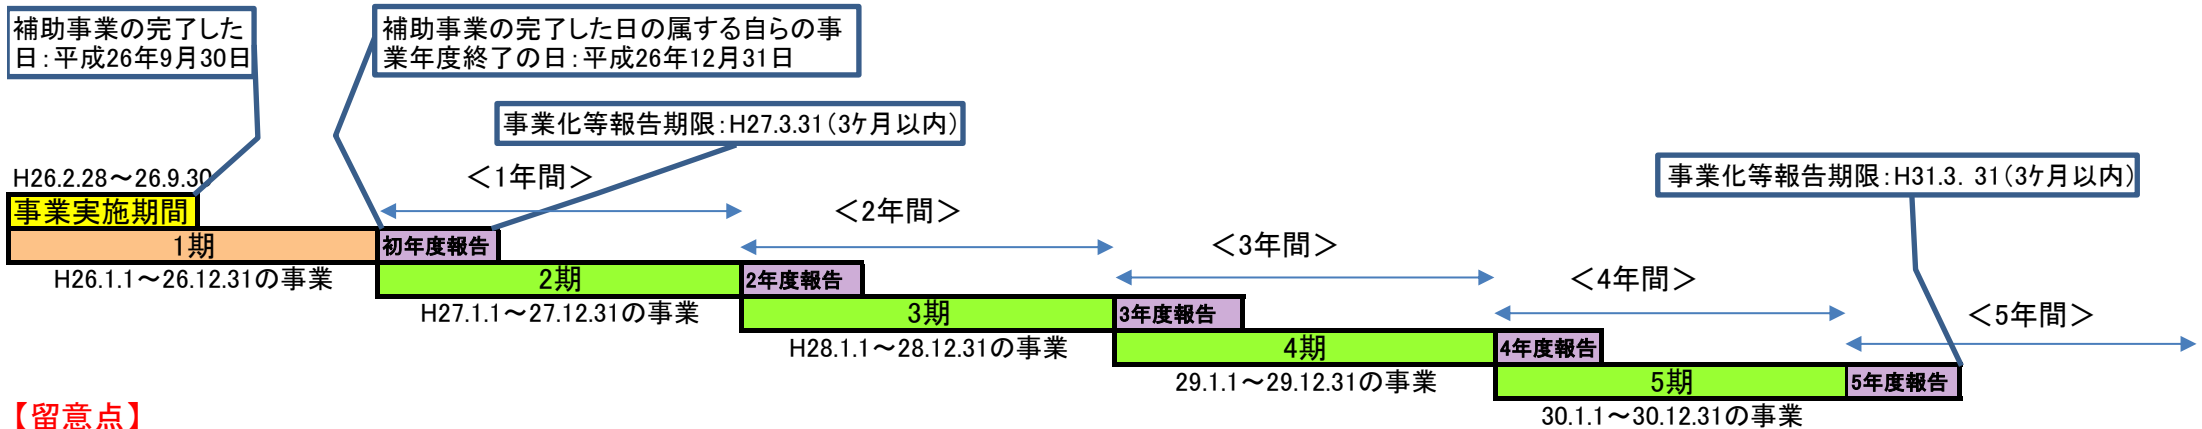 補助事業の完了した
日：平成26年9月30日
補助事業の完了した日の属する自らの事
業年度終了の日：平成26年12月31日
事業化等報告期限：H27.3.31（3ケ月以内）
事業化等報告期限：H31.3．31（3ケ月以内）
H26.2.28～26.9.30
＜1年間＞
事業実施期間
＜2年間＞
1期
初年度報告
＜3年間＞
H26.1.1～26.12.31の事業
2期
2年度報告
＜4年間＞
H27.1.1～27.12.31の事業
3期
3年度報告
＜5年間＞
H28.1.1～28.12.31の事業
4期
4年度報告
29.1.1～29.12.31の事業
5期
5年度報告
30.1.1～30.12.31の事業
【留意点】